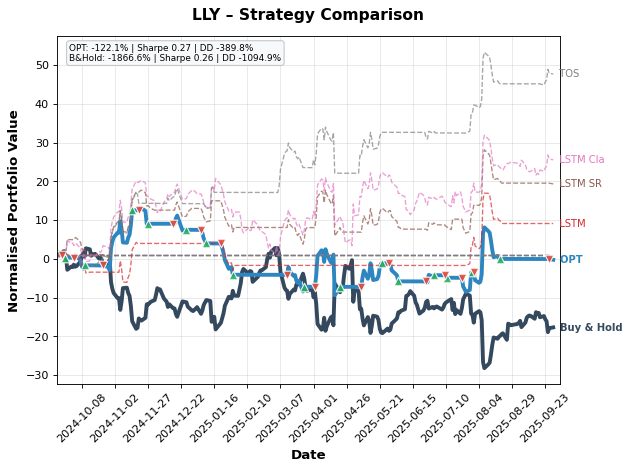 LLY – Strategy Comparison
OPT: -122.1% | Sharpe 0.27 | DD -389.8%
B&Hold: -1866.6% | Sharpe 0.26 | DD -1094.9%
Normalised Portfolio Value
50
40
30
20
10
0
−10
−20
−30
TOS
LSTM Cla
LSTM SR
LSTM
OPT
Buy & Hold
2024-10-08
2024-11-02
2024-11-27
2024-12-22
2025-01-16
2025-02-10
2025-03-07
2025-04-01
2025-04-26
2025-05-21
2025-06-15
2025-07-10
2025-08-04
2025-08-29
2025-09-23
Date